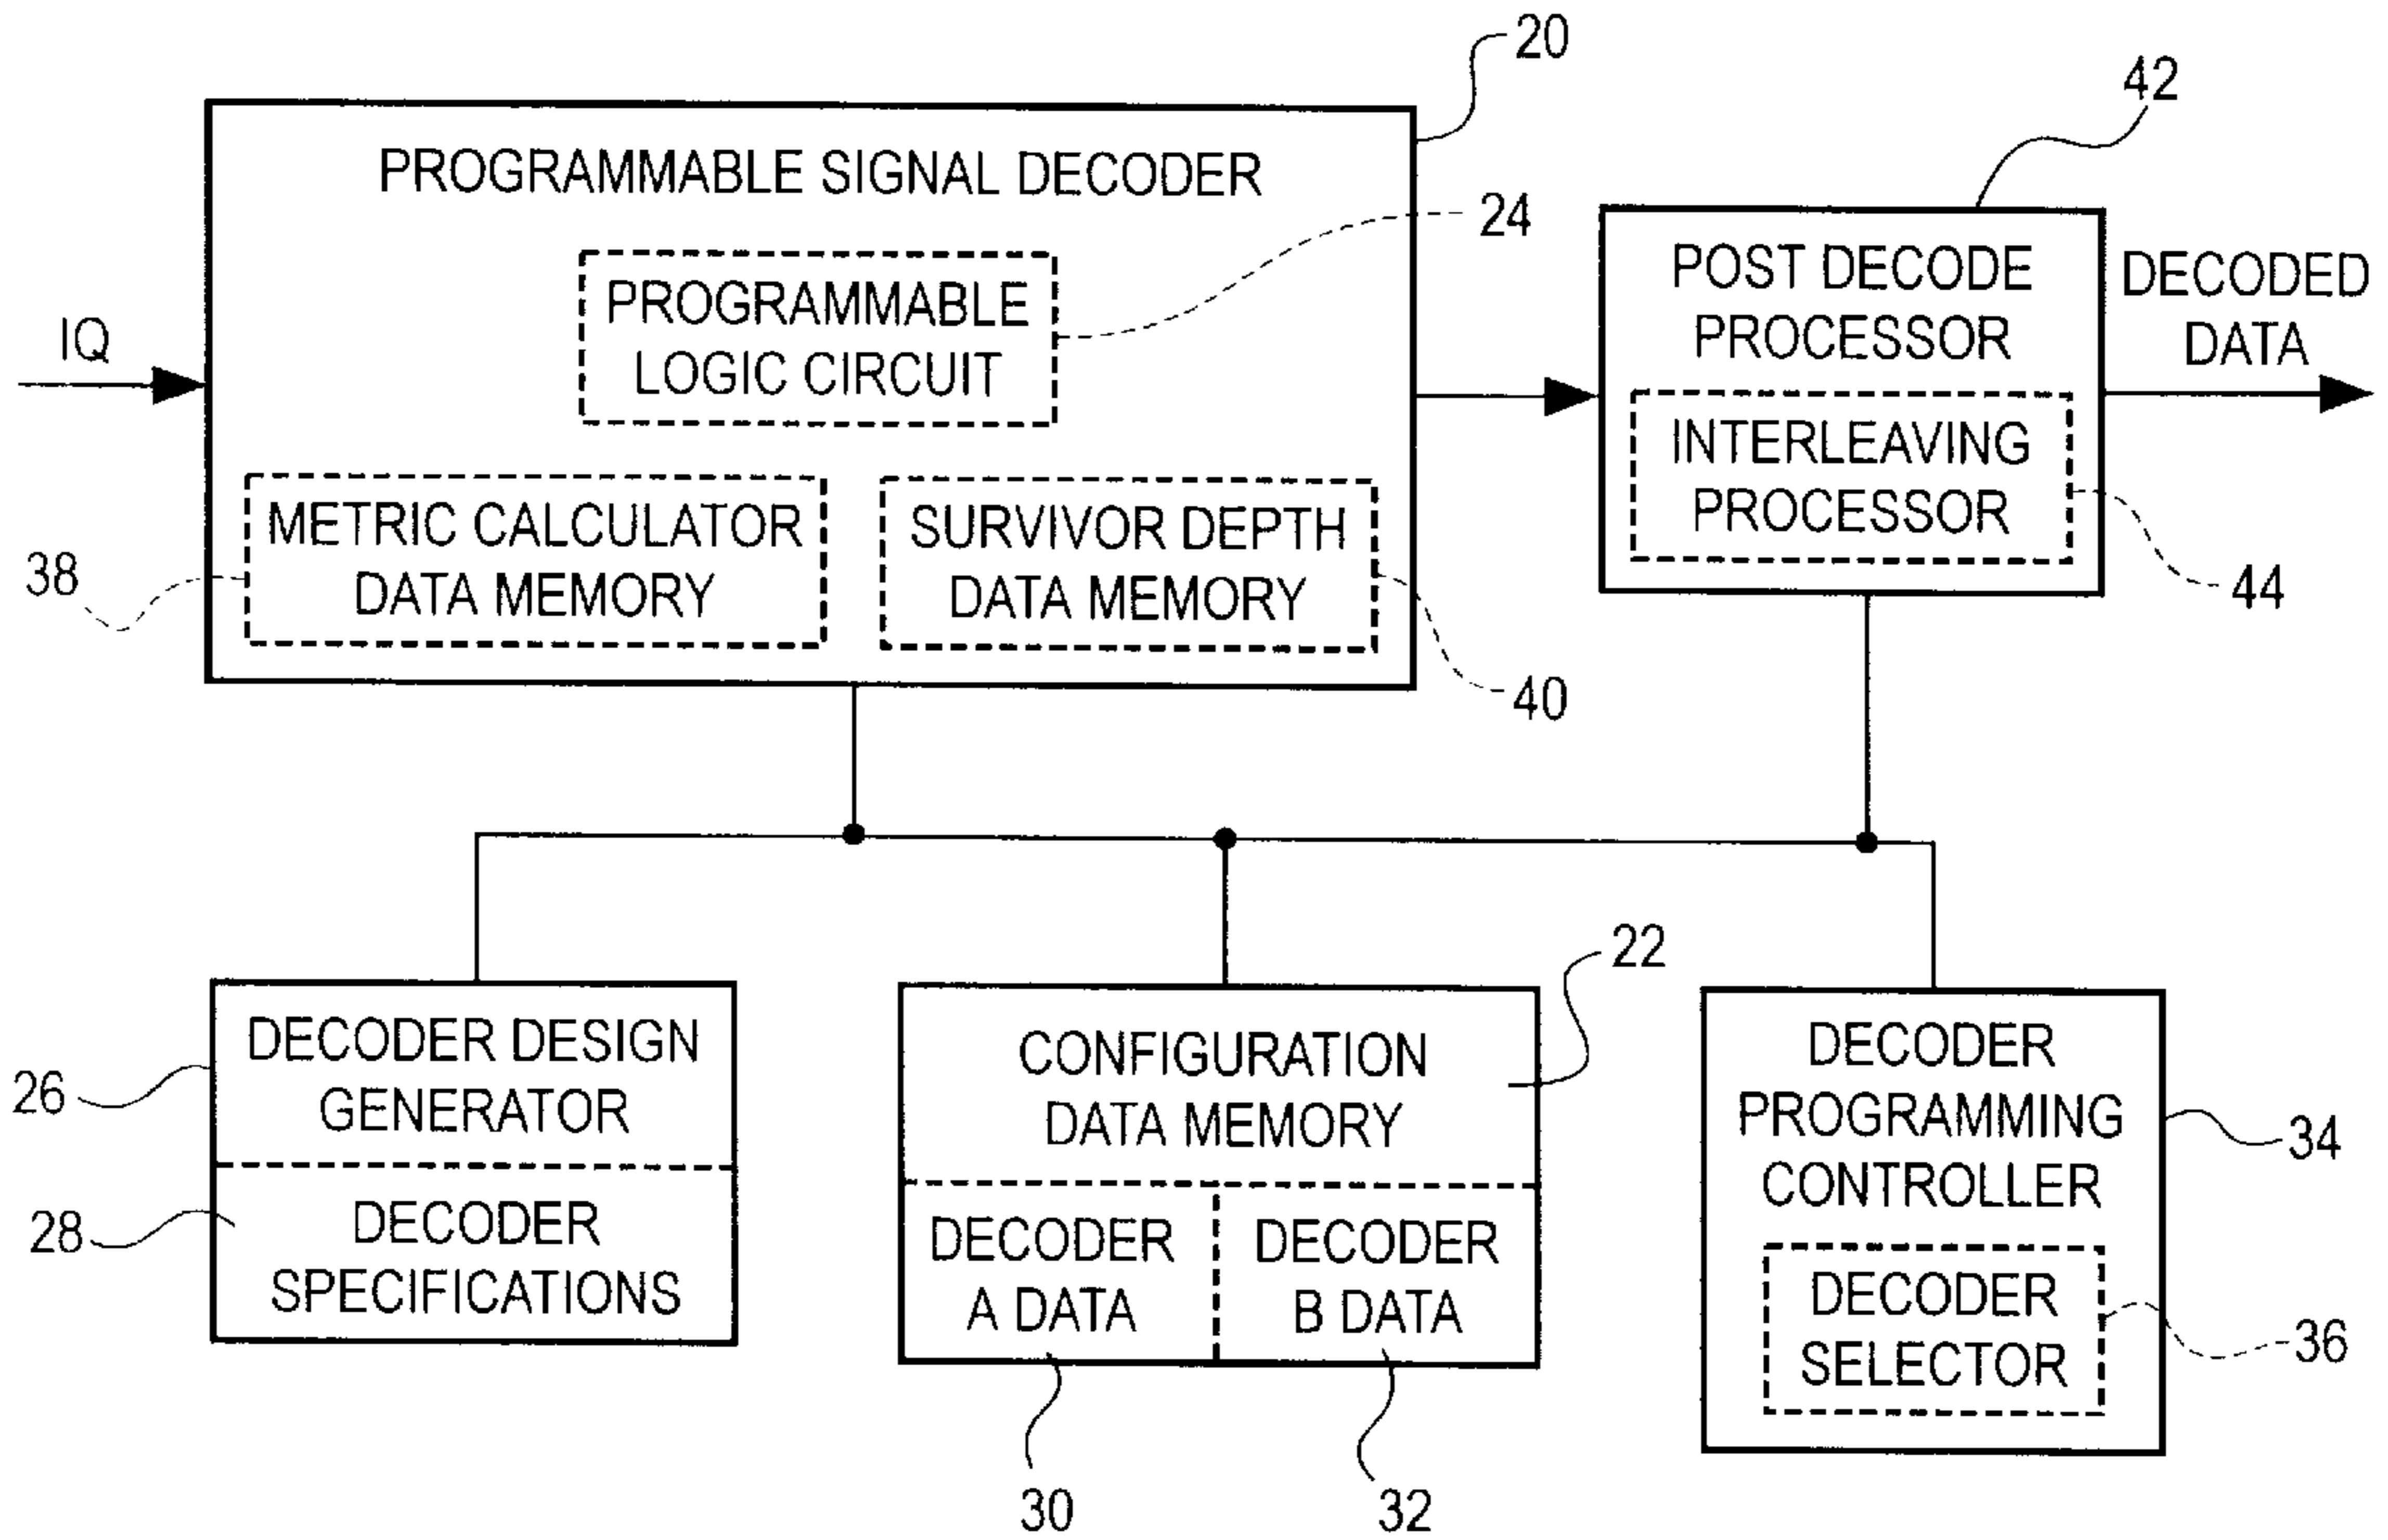 20
42
PROGRAMMABLE SIGNAL DECODER
24
PROGRAMMABLE
LOGIC CIRCUIT
IQ
POST DECODE
PROCESSOR
DECODED
DATA
INTERLEAVING
PROCESSOR
METRIC CALCULATOR
DATA MEMORY
SURVIVOR DEPTH
DATA MEMORY
38
44
40
22
DECODER DESIGN
GENERATOR
26
CONFIGURATION
DATA MEMORY
DECODER
PROGRAMMING
CONTROLLER
34
28
DECODER
SPECIFICATIONS
DECODER
A DATA
DECODER
B DATA
DECODER
SELECTOR
36
30
32